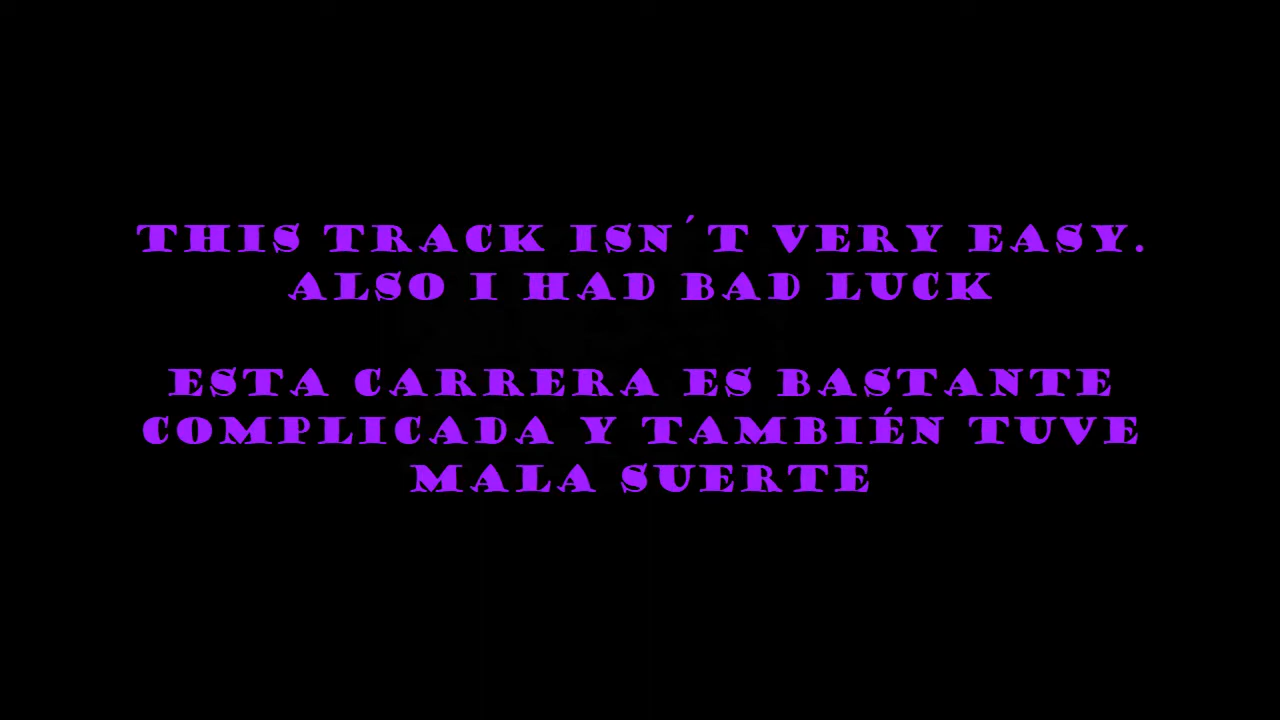 THIS TRACK ISN´T VERY EASY.
ALSO I HAD BAD LUCK
ESTA CARRERA ES BASTANTE
COMPLICADA Y TAMBIÉN TUVE
MALA SUERTE